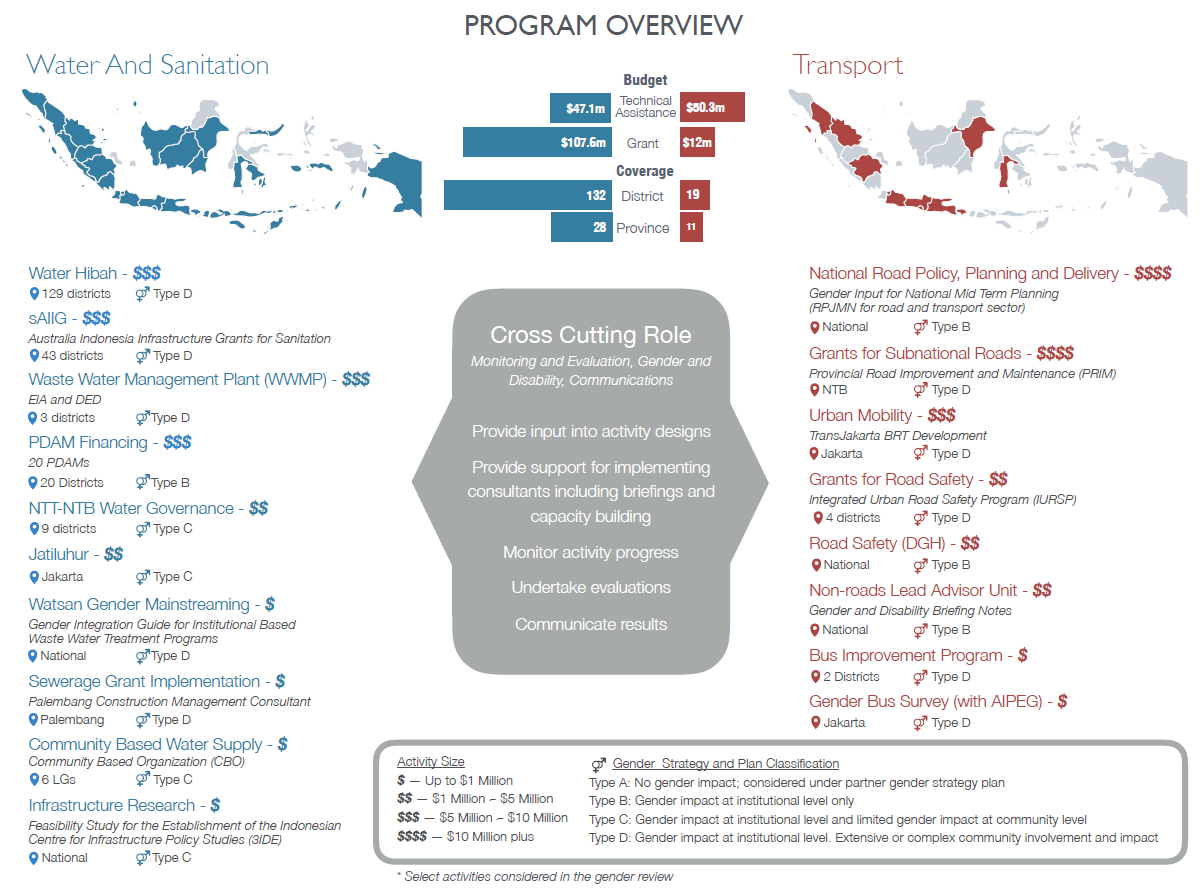 PROGRAM OVERVIEW
Water And Sanitation
Transport
Budget
$47.1m Technical Assistance $50.3m
$107.6m Grant $12m
Coverage
132 District 19
28 Province 11
Water Hibah - $$$
129 districts Type D
sAIIG - $$$
Australia Indonesia Infrastructure Grants for Sanitation
43 districts Type D
Waste Water Management Plant (WWMP) - $$$
EIA and DED
3 districts Type D
PDAM Financing - $$$
20 PDAMs
20 Districts Type B
NTT-NTB Water Governance - $$
9 districts Type C
Jatiluhur - $$
Jakarta Type C
Watsan Gender Mainstreaming - $
Gender Integration Guide for Institutional Based
Waste Water Treatment Programs
National Type D
Sewerage Grant Implementation - $
Palembang Construction Management Consultant
Palembang Type D
Community Based Water Supply - $
Community Based Organization (CBO)
6 LGs Type C
Infrastructure Research - $
Feasibility Study for the Establishment of the Indonesian
Centre for Infrastructure Policy Studies (3IDE)
National Type C
Cross Cutting Role
Monitoring and Evaluation, Gender and
Disability, Communications
Provide input into activity designs
Provide support for implementing
consultants including briefings and
capacity building
Monitor activity progress
Undertake evaluations
Communicate results
National Road Policy, Planning and Delivery - $$$$
Gender Input for National Mid Term Planning
(RPJMN for road and transport sector)
National Type B
Grants for Subnational Roads - $$$$
Provincial Road Improvement and Maintenance (PRIM)
NTB Type D
Urban Mobility - $$$
TransJakarta BRT Development
Jakarta Type D
Grants for Road Safety - $$
Integrated Urban Road Safety Program (IURSP)
4 districts Type D
Road Safety (DGH) - $$
National Type B
Non-roads Lead Advisor Unit - $$
Gender and Disability Briefing Notes
National Type B
Bus Improvement Program - $
2 Districts Type D
Gender Bus Survey (with AIPEG) - $
Jakarta Type D
Activity Size
$ — Up to $1 Million
$$ — $1 Million ~ $5 Million
$$$ — $5 Million ~ $10 Million
$$$$ — $10 Million plus
Gender Strategy and Plan Classification
Type A: No gender impact; considered under partner gender strategy plan
Type B: Gender impact at institutional level only
Type C: Gender impact at institutional level and limited gender impact at community level
Type D: Gender impact at institutional level. Extensive or complex community involvement and impact
* Select activities considered in the gender review